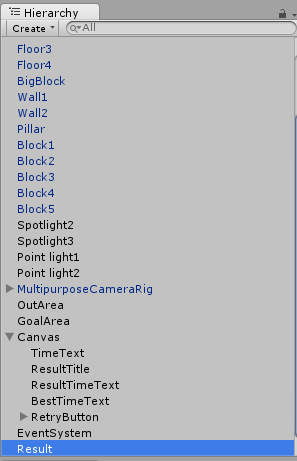 Hierarchy
Create All
Floor3
Floor4
BigBlock
Wall1
Wall2
Pillar
Block1
Block2
Block3
Block4
Block5
Spotlight2
Spotlight3
Point light1
Point light2
MultipurposeCameraRig
OutArea
GoalArea
Canvas
TimeText
ResultTitle
ResultTimeText
BestTimeText
RetryButton
EventSystem
Result